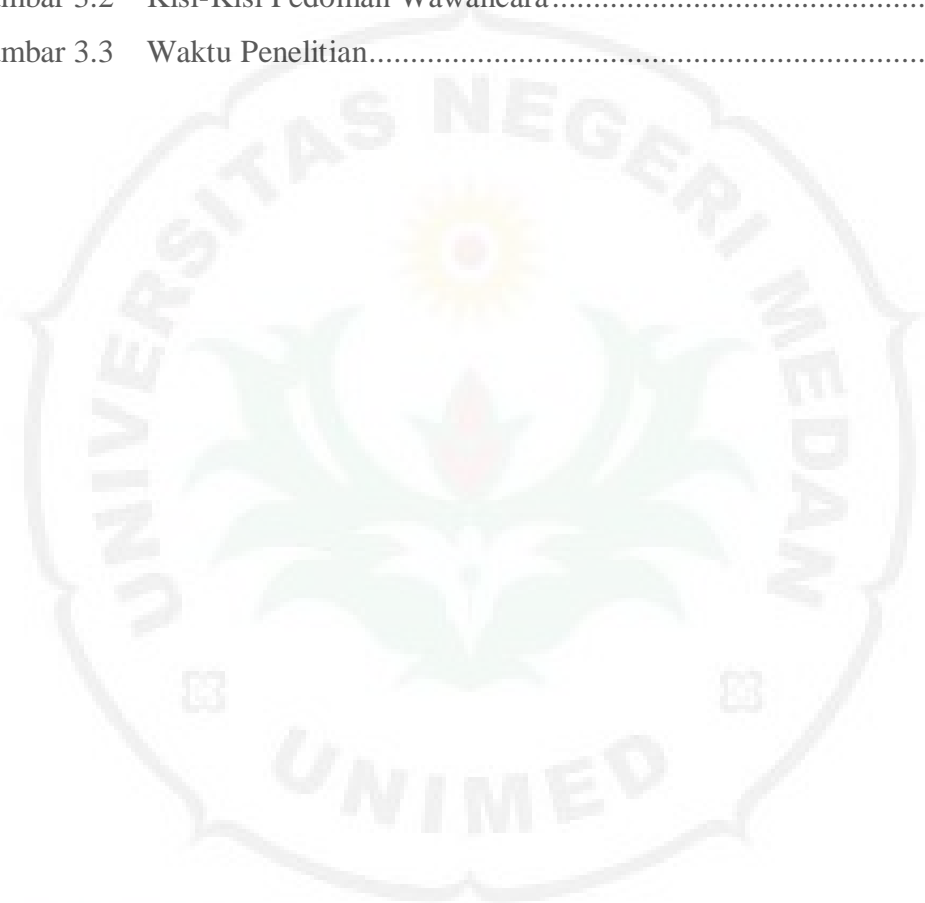 mbar 3.2 Kisi-Kisi Pedoman Wawancara........................................
mbar 3.3 Waktu Penelitian..............................................................
UNIVERSITAS NEGERI MEDAN
UNIMED